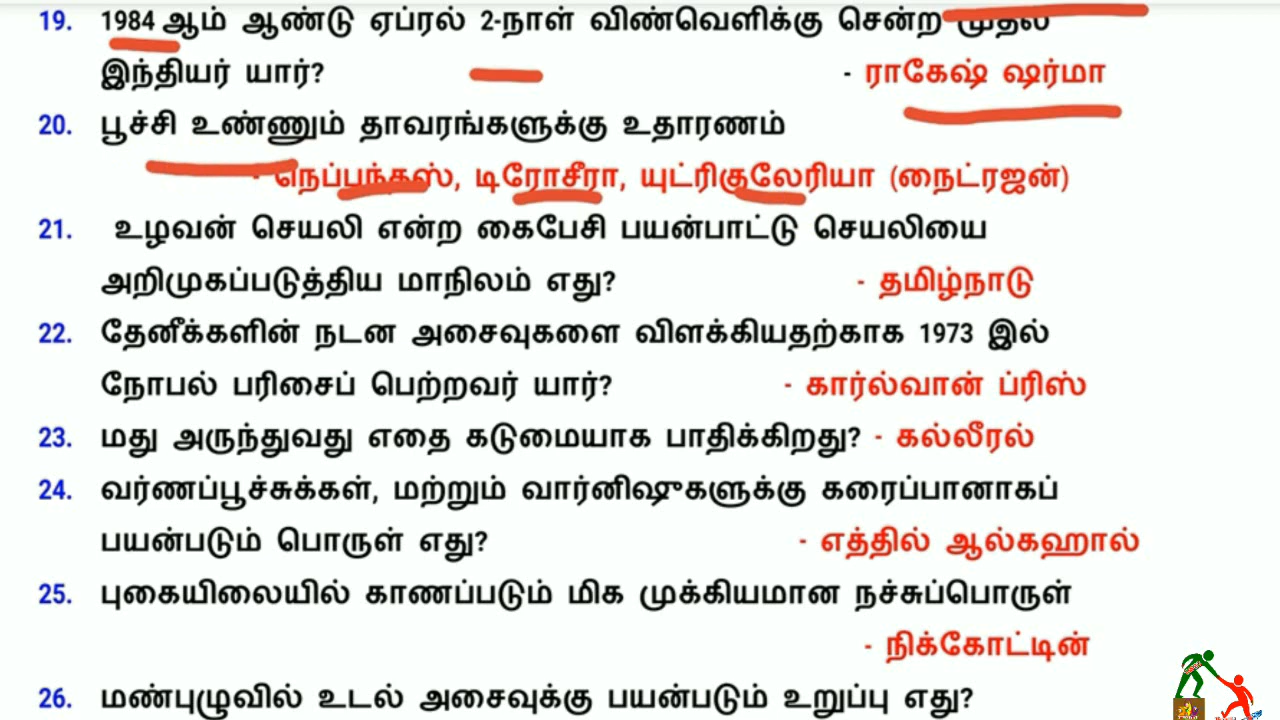 19. 1984 ஆம் ஆண்டு ஏப்ரல் 2-நாள் விண்வெளிக்கு சென்ற முதல்
இந்தியர் யார்? - ராகேஷ் ஷர்மா
20. பூச்சி உண்ணும் தாவரங்களுக்கு உதாரணம்
- நெப்பந்தஸ், டிரோசீரா, யுட்ரிகுலேரியா (நைட்ரஜன்)
21. உழவன் செயலி என்ற கைபேசி பயன்பாட்டு செயலியை
அறிமுகப்படுத்திய மாநிலம் எது? - தமிழ்நாடு
22. தேனீக்களின் நடன அசைவுகளை விளக்கியதற்காக 1973 இல்
நோபல் பரிசைப் பெற்றவர் யார்? - கார்ல்வான் ப்ரிஸ்
23. மது அருந்துவது எதை கடுமையாக பாதிக்கிறது? - கல்லீரல்
24. வர்ணப்பூச்சுக்கள், மற்றும் வார்னிஷுகளுக்கு கரைப்பானாகப்
பயன்படும் பொருள் எது? - எத்தில் ஆல்கஹால்
25. புகையிலையில் காணப்படும் மிக முக்கியமான நச்சுப்பொருள்
- நிக்கோட்டின்
26. மண்புழுவில் உடல் அசைவுக்கு பயன்படும் உறுப்பு எது?